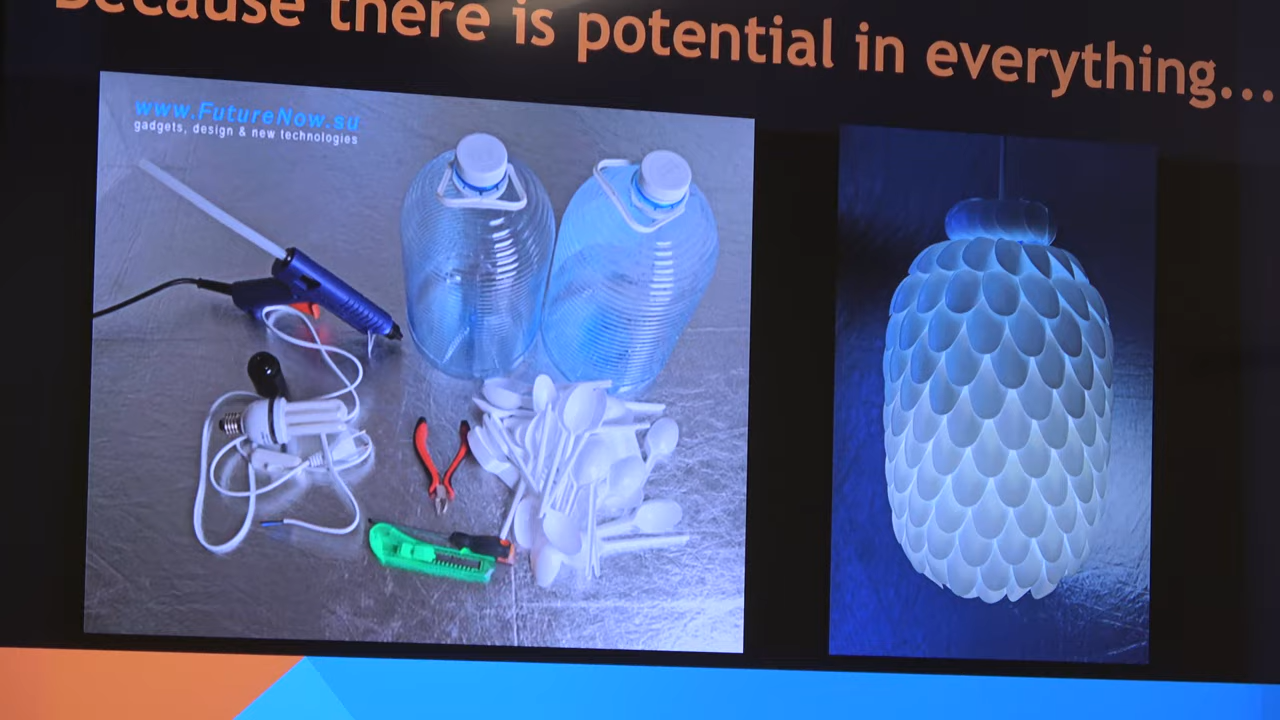 Because there is potential in everything...
www.FutureNow.su
gadgets, design & new technologies